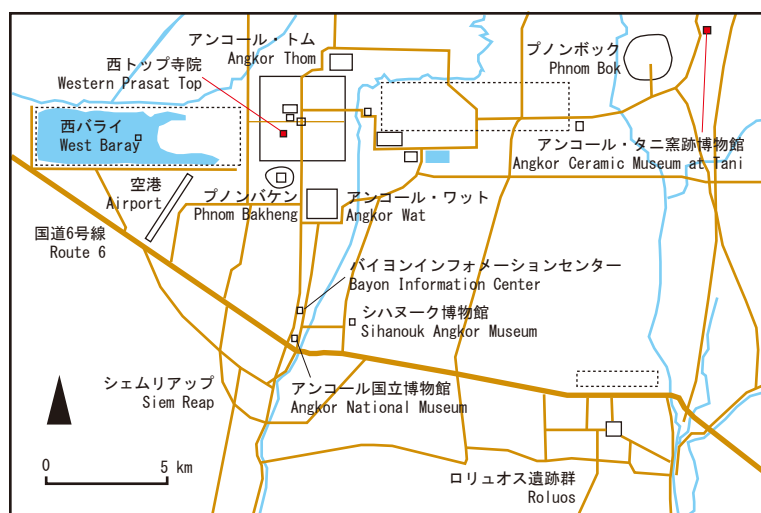 アンコール・トム
Angkor Thom
プノンボック
Phnom Bok
西トップ寺院
Western Prasat Top
西バライ
West Baray
アンコール・タニ窯跡博物館
Angkor Ceramic Museum at Tani
空港
Airport
プノンバケン
Phnom Bakheng
アンコール・ワット
Angkor Wat
国道6号線
Route 6
バイヨンインフォメーションセンター
Bayon Information Center
シハヌーク博物館
Sihanouk Angkor Museum
シェムリアップ
Siem Reap
アンコール国立博物館
Angkor National Museum
0 5 km
ロリュオス遺跡群
Roluos